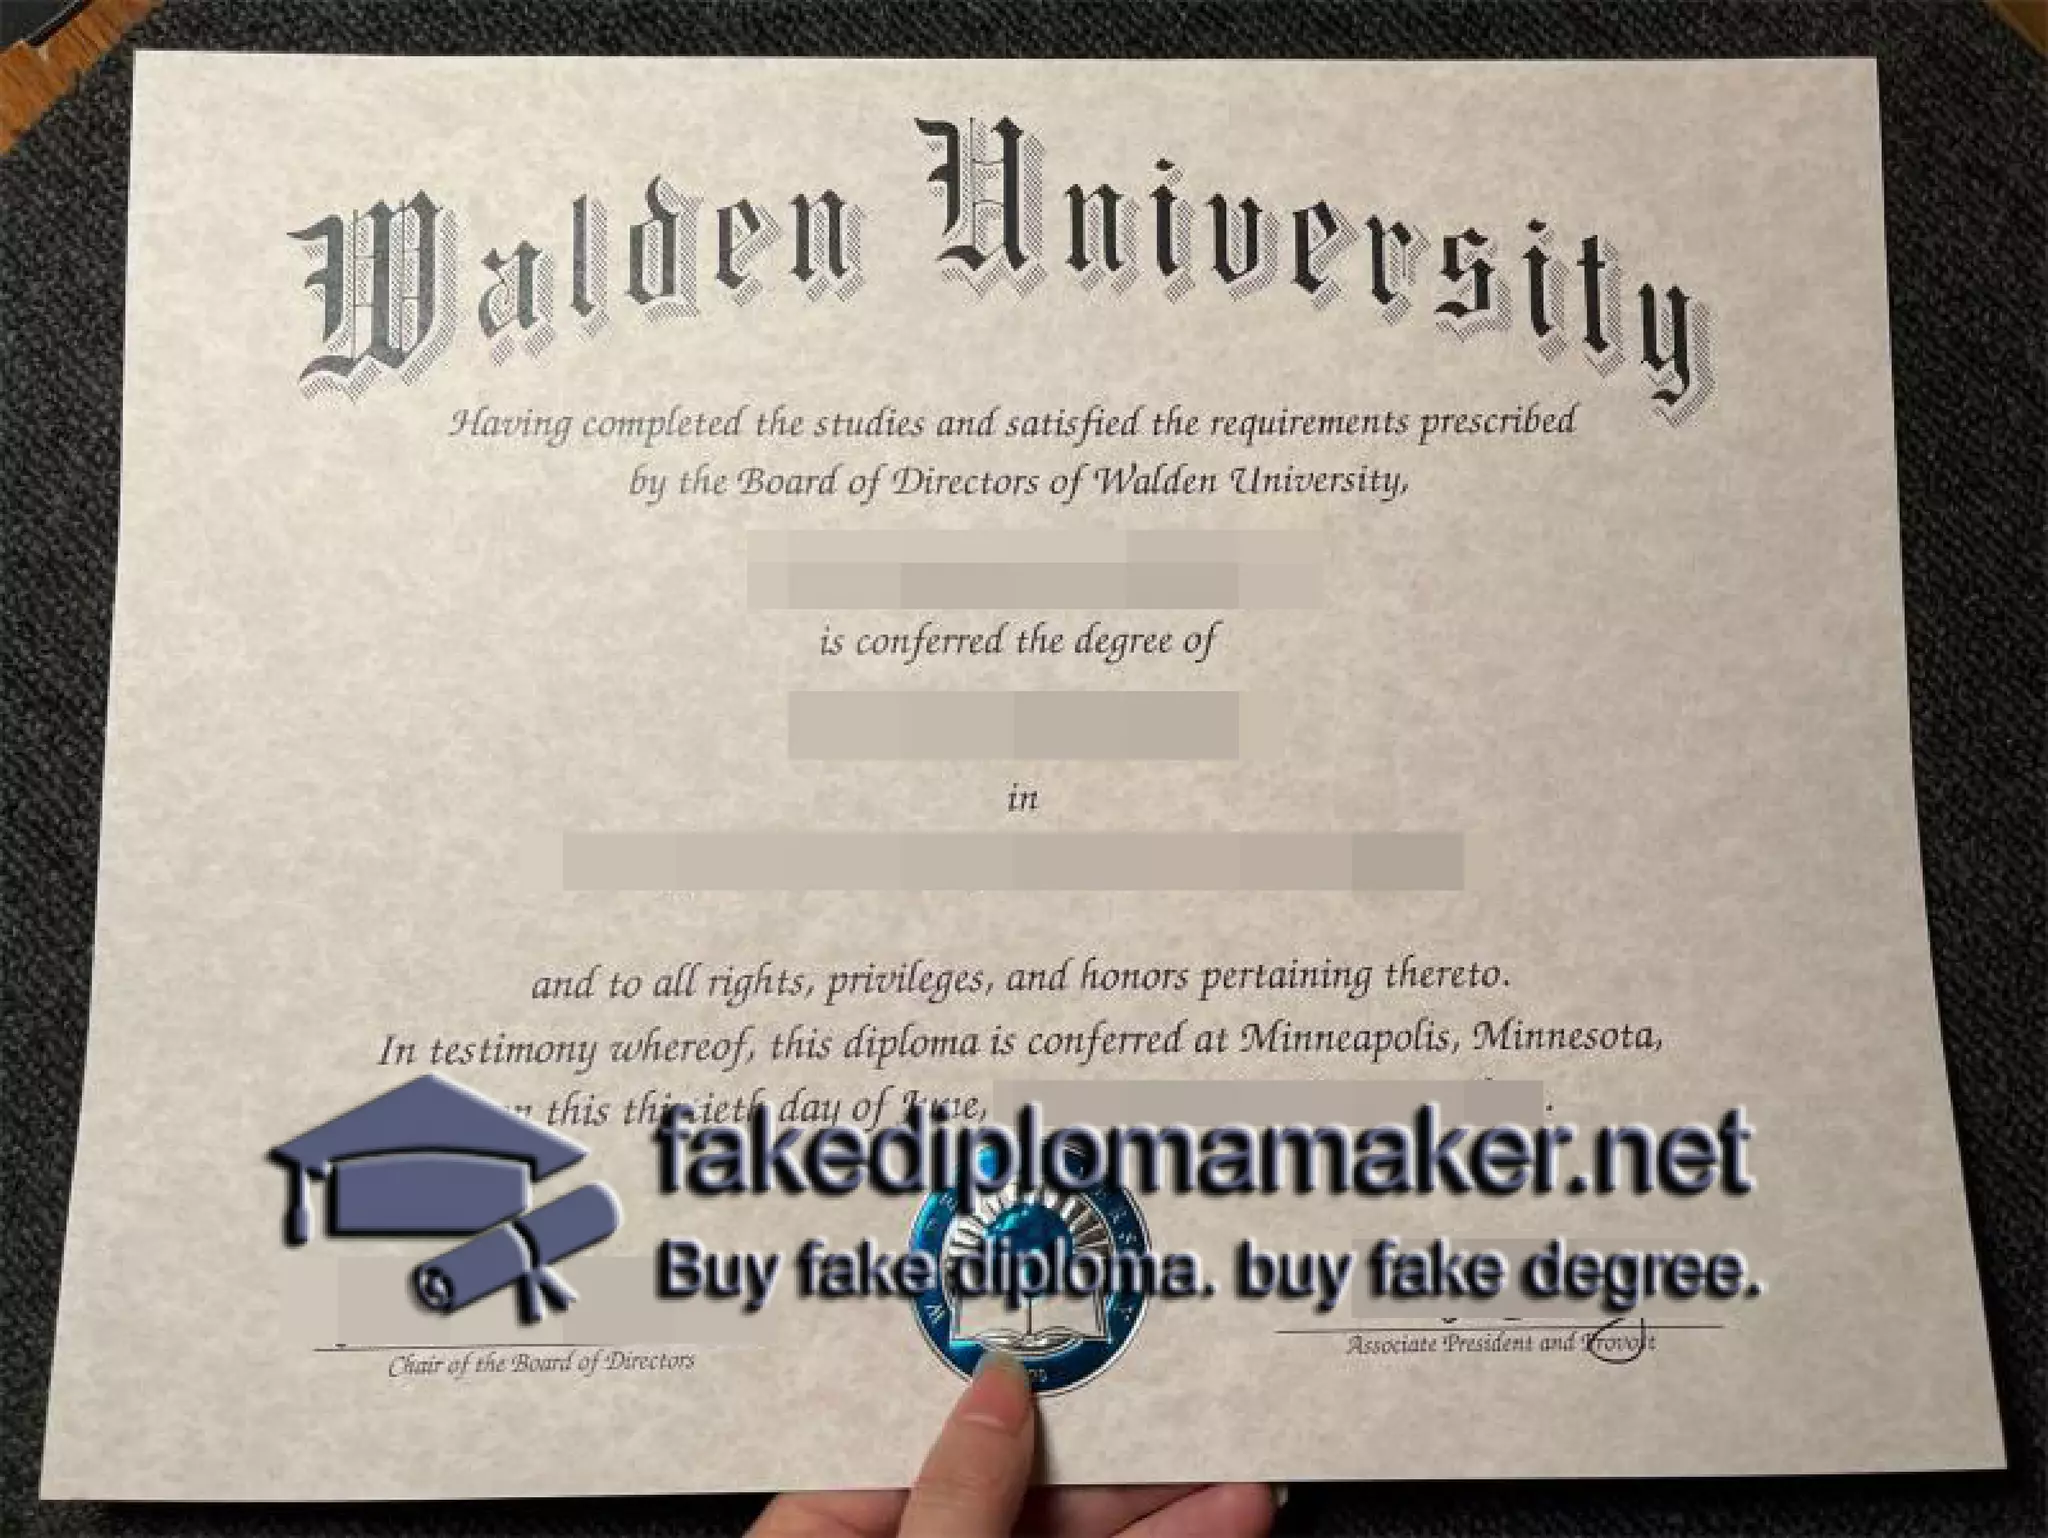 Walden University
Having completed the studies and satisfied the requirements prescribed
by the Board of Directors of Walden University,
is conferred the degree of
in
and to all rights, privileges, and honors pertaining thereto.
In testimony whereof, this diploma is conferred at Minneapolis, Minnesota,
this thirtieth day of June,
fakediplomamaker.net
Buy fake diploma. buy fake degree.
Chair of the Board of Directors
Associate President and Provost